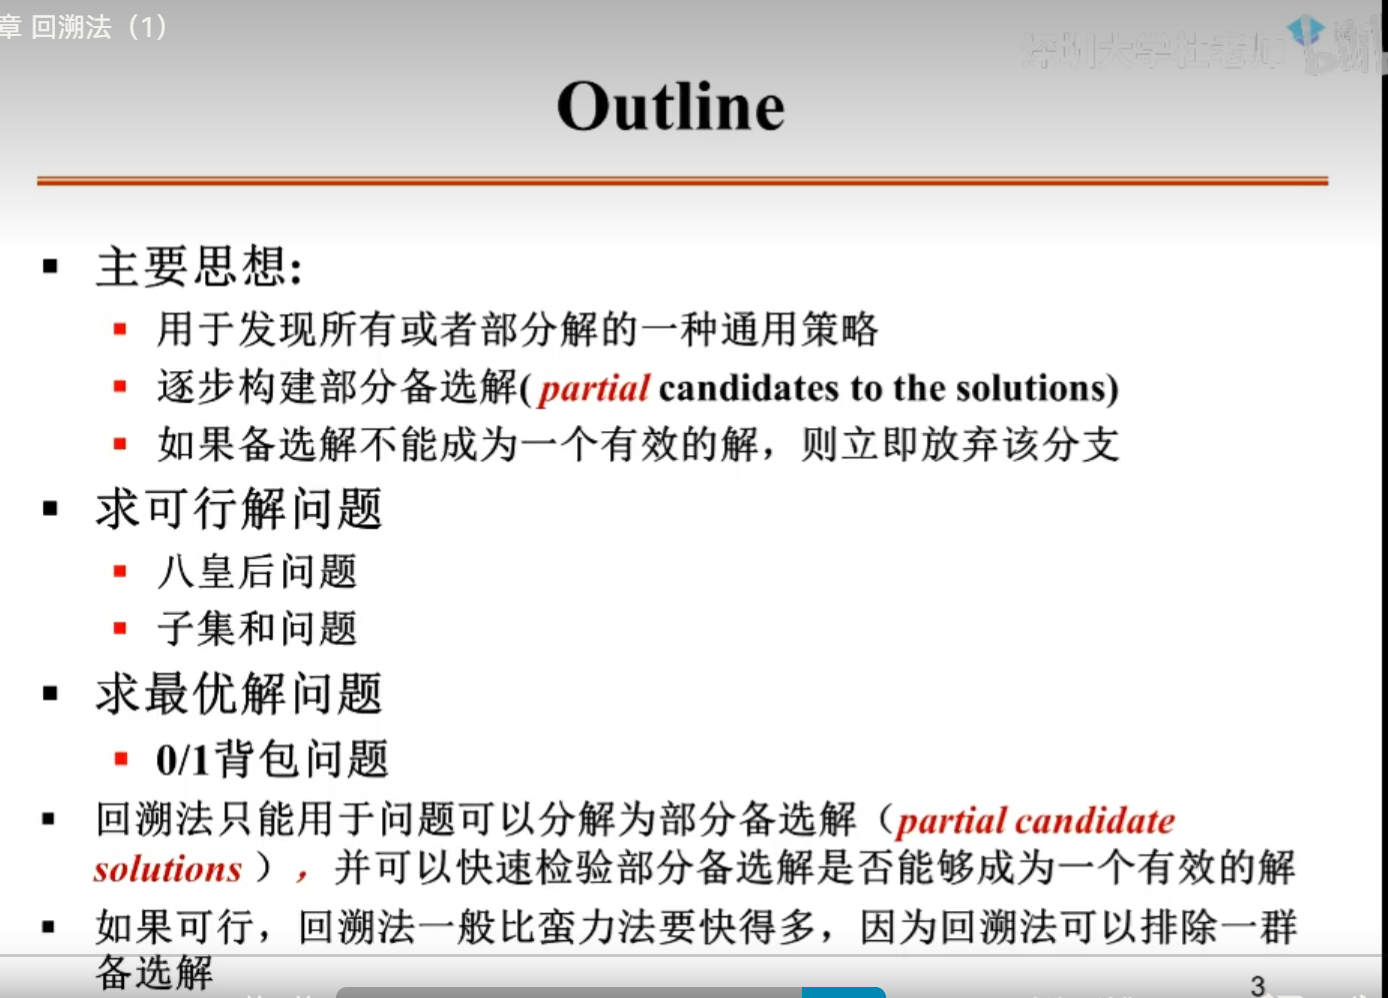 章 回溯法（1）
深圳大学杜老师
Outline
主要思想:
用于发现所有或者部分解的一种通用策略
逐步构建部分备选解( partial candidates to the solutions)
如果备选解不能成为一个有效的解，则立即放弃该分支
求可行解问题
八皇后问题
子集和问题
求最优解问题
0/1背包问题
回溯法只能用于问题可以分解为部分备选解（partial candidate
solutions ），并可以快速检验部分备选解是否能够成为一个有效的解
如果可行，回溯法一般比蛮力法要快得多，因为回溯法可以排除一群
备选解
3